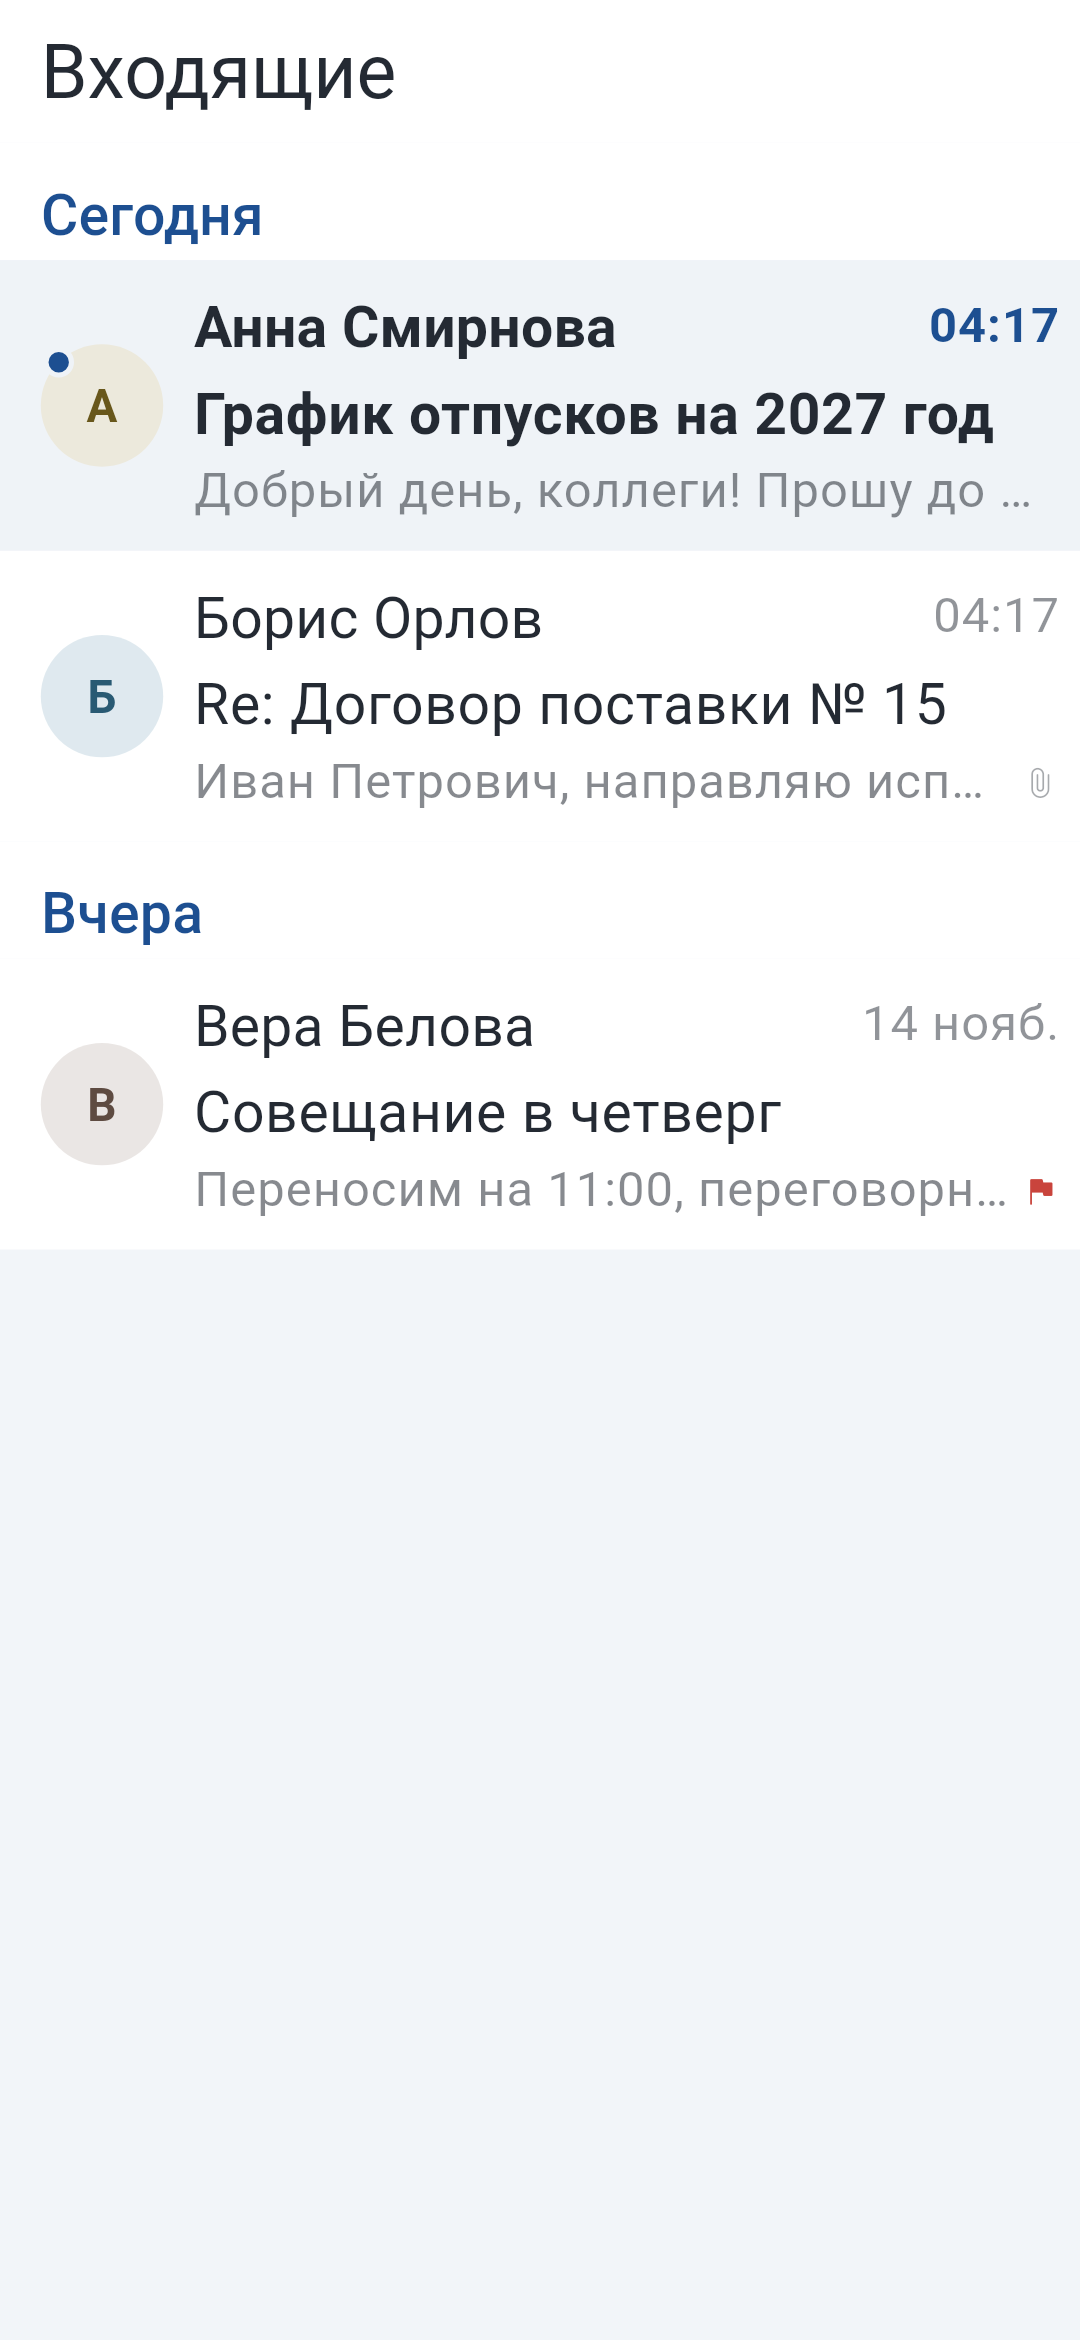 Входящие
Сегодня
Анна Смирнова 04:17
А
График отпусков на 2027 год
Добрый день, коллеги! Прошу до ...
Борис Орлов 04:17
Б
Re: Договор поставки № 15
Иван Петрович, направляю исп...
Вчера
Вера Белова 14 нояб.
В
Совещание в четверг
Переносим на 11:00, переговорн...